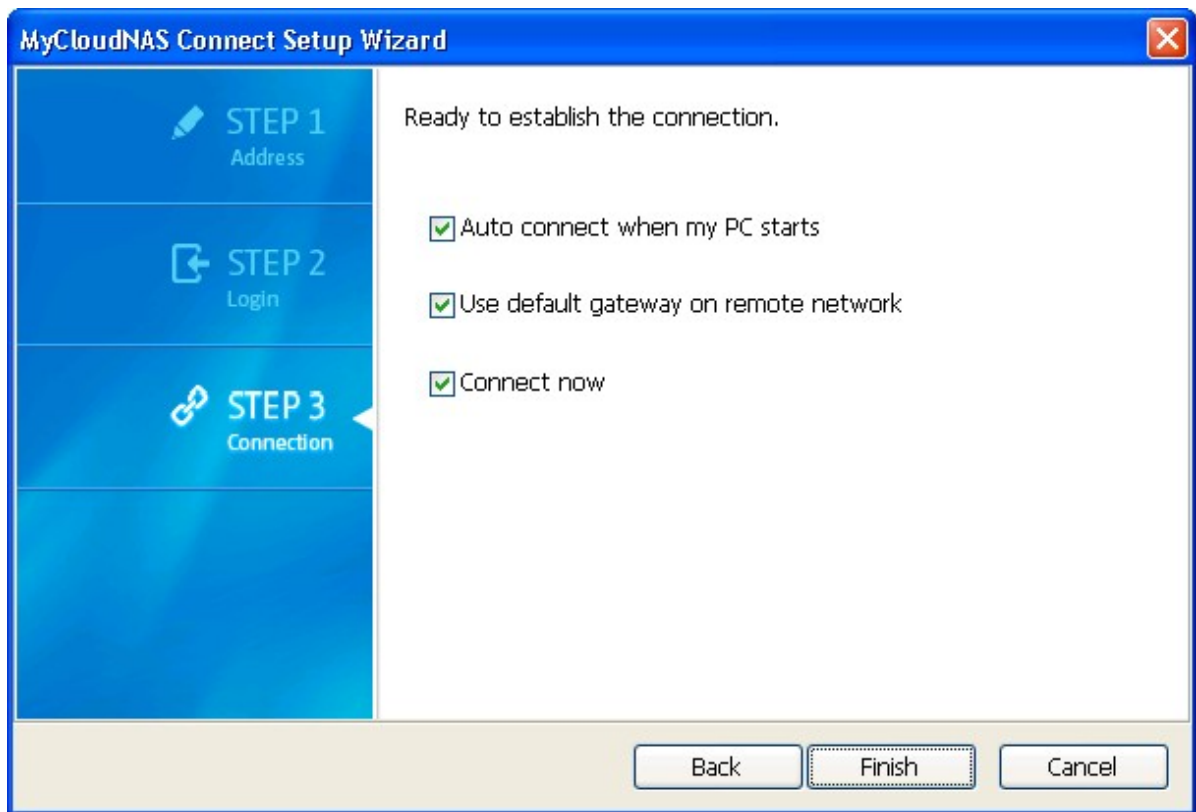 MyCloudNAS Connect Setup Wizard
STEP 1
Address
STEP 2
Login
STEP 3
Connection
Ready to establish the connection.
Auto connect when my PC starts
Use default gateway on remote network
Connect now
Back
Finish
Cancel